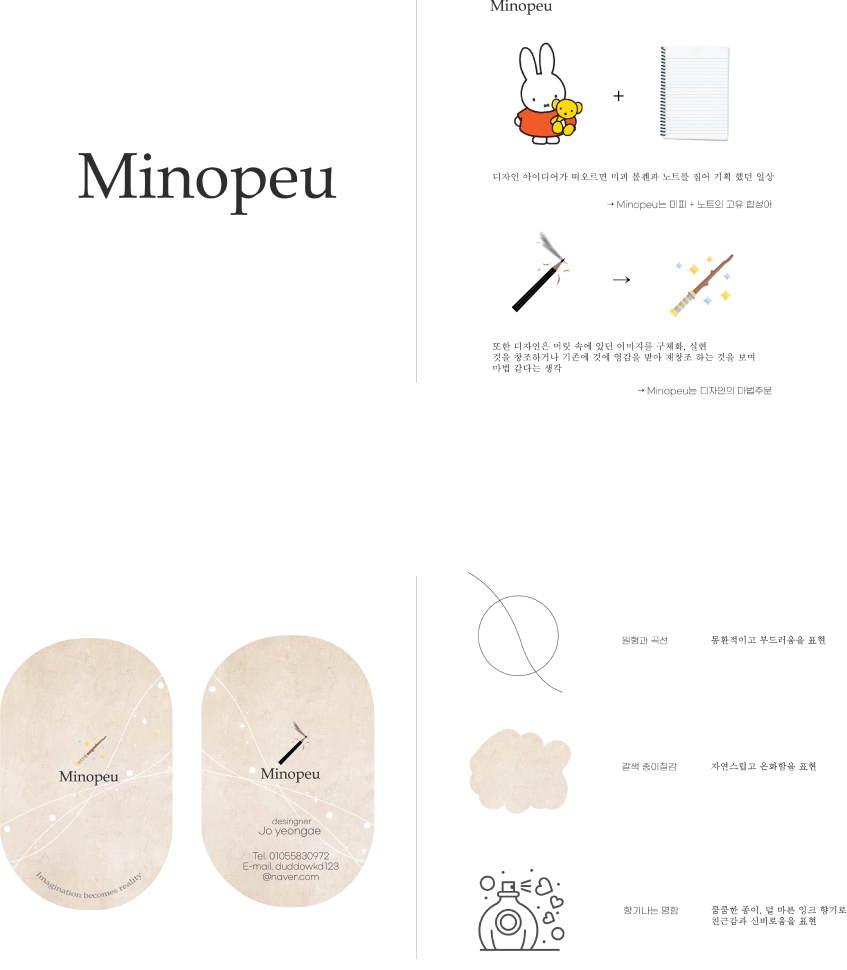 Minopeu
Minopeu
+
디자인 아이디어가 떠오르면 미피 볼펜과 노트를 집어 기획 했던 일상
→ Minopeu는 미피 + 노트의 고유 합성어
→
또한 디자인은 머릿 속에 있던 이미지를 구체화, 실현
것을 창조하거나 기존에 것에 영감을 받아 재창조 하는 것을 보며
마법 같다는 생각
→ Minopeu는 디자인의 마법주문
Minopeu
Imagination becomes reality
Minopeu
desingner
Jo yeongae
Tel. 01055830972
E-mail. duddowkd123
@naver.com
원형과 곡선
몽환적이고 부드러움을 표현
갈색 종이질감
자연스럽고 온화함을 표현
향기나는 명함
꿉꿉한 종이, 덜 마른 잉크 향기로
친근감과 신비로움을 표현